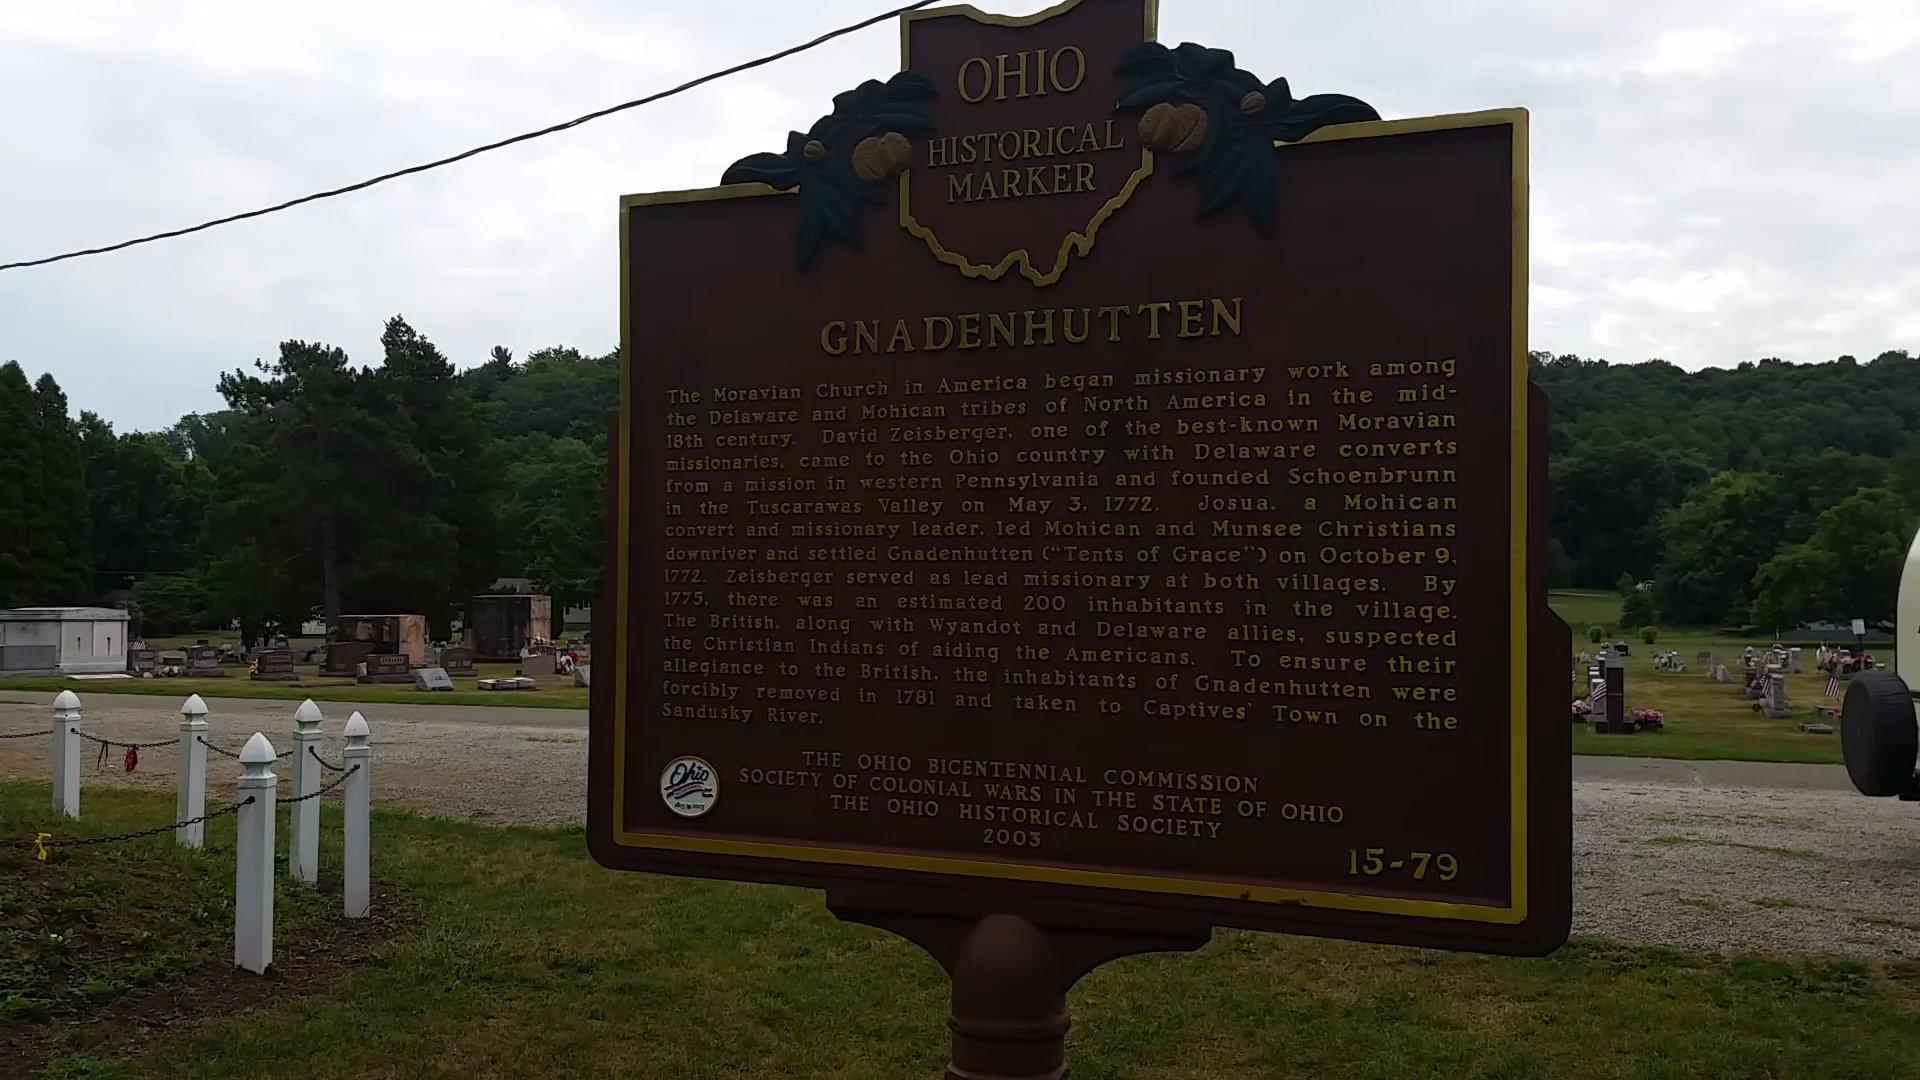 OHIO
HISTORICAL
MARKER
GNADENHUTTEN
The Moravian Church in America began missionary work among
the Delaware and Mohican tribes of North America in the mid-
18th century. David Zeisberger, one of the best-known Moravian
missionaries, came to the Ohio country with Delaware converts
from a mission in western Pennsylvania and founded Schoenbrunn
in the Tuscarawas Valley on May 3, 1772. Josua, a Mohican
convert and missionary leader, led Mohican and Munsee Christians
downriver and settled Gnadenhutten ("Tents of Grace") on October 9,
1772. Zeisberger served as lead missionary at both villages. By
1775, there was an estimated 200 inhabitants in the village.
The British, along with Wyandot and Delaware allies, suspected
the Christian Indians of aiding the Americans. To ensure their
allegiance to the British, the inhabitants of Gnadenhutten were
forcibly removed in 1781 and taken to Captives' Town on the
Sandusky River.
Ohio
BICENTENNIAL
1803 2003
THE OHIO BICENTENNIAL COMMISSION
SOCIETY OF COLONIAL WARS IN THE STATE OF OHIO
THE OHIO HISTORICAL SOCIETY
2003
15-79